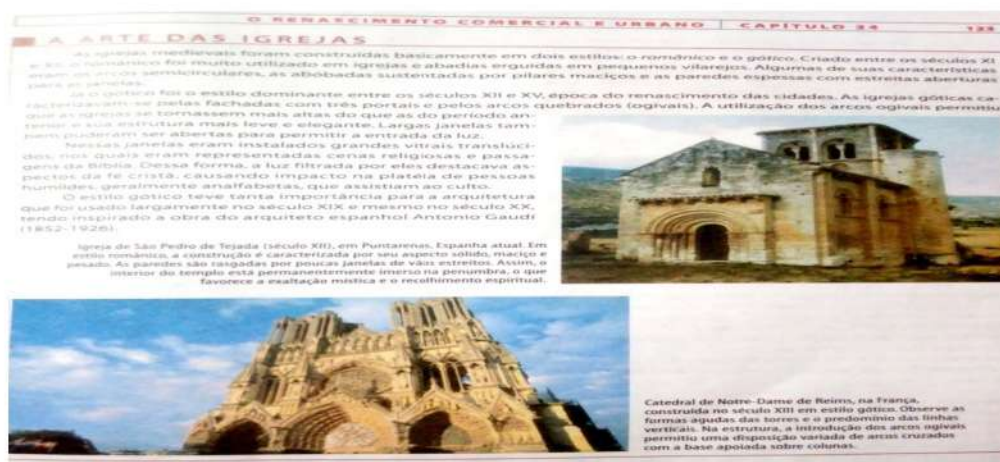 O RENASCIMENTO COMERCIAL E URBANO CAPÍTULO 24 123
A ARTE DAS IGREJAS
As igrejas medievais foram construídas basicamente em dois estilos: o românico e o gótico. Criado entre os séculos XI
e XII, o românico foi muito utilizado em igrejas e abadias erguidas em pequenos vilarejos. Algumas de suas características
eram os arcos semicirculares, as abóbadas sustentadas por pilares maciços e as paredes espessas com estreitas aberturas
para as janelas.
Já o gótico foi o estilo dominante entre os séculos XII e XV, época do renascimento das cidades. As igrejas góticas ca-
racterizavam-se pelas fachadas com três portais e pelos arcos quebrados (ogivais). A utilização dos arcos ogivais permitiu
que as igrejas se tornassem mais altas do que as do período an-
terior e sua estrutura mais leve e elegante. Largas janelas tam-
bém puderam ser abertas para permitir a entrada da luz.
Nessas janelas eram instalados grandes vitrais translúci-
dos, nos quais eram representadas cenas religiosas e passa-
gens da Bíblia. Dessa forma, a luz filtrada por eles destacava as-
pectos da fé cristã, causando impacto na platéia de pessoas
humildes, geralmente analfabetas, que assistiam ao culto.
O estilo gótico teve tanta importância para a arquitetura
que foi usado largamente no século XIX e mesmo no século XX,
tendo inspirado a obra do arquiteto espanhol Antonio Gaudí
(1852-1926).
Igreja de São Pedro de Tejada (século XII), em Puntarenas, Espanha atual. Em
estilo românico, a construção é caracterizada por seu aspecto sólido, maciço e
pesado. As paredes são rasgadas por poucas janelas de vãos estreitos. Assim, o
interior do templo está permanentemente imerso na penumbra, o que
favorece a exaltação mística e o recolhimento espiritual.
Catedral de Notre-Dame de Reims, na França,
construída no século XIII em estilo gótico. Observe as
formas agudas das torres e o predomínio das linhas
verticais. Na estrutura, a introdução dos arcos ogivais
permitiu uma disposição variada de arcos cruzados
com a base apoiada sobre colunas.